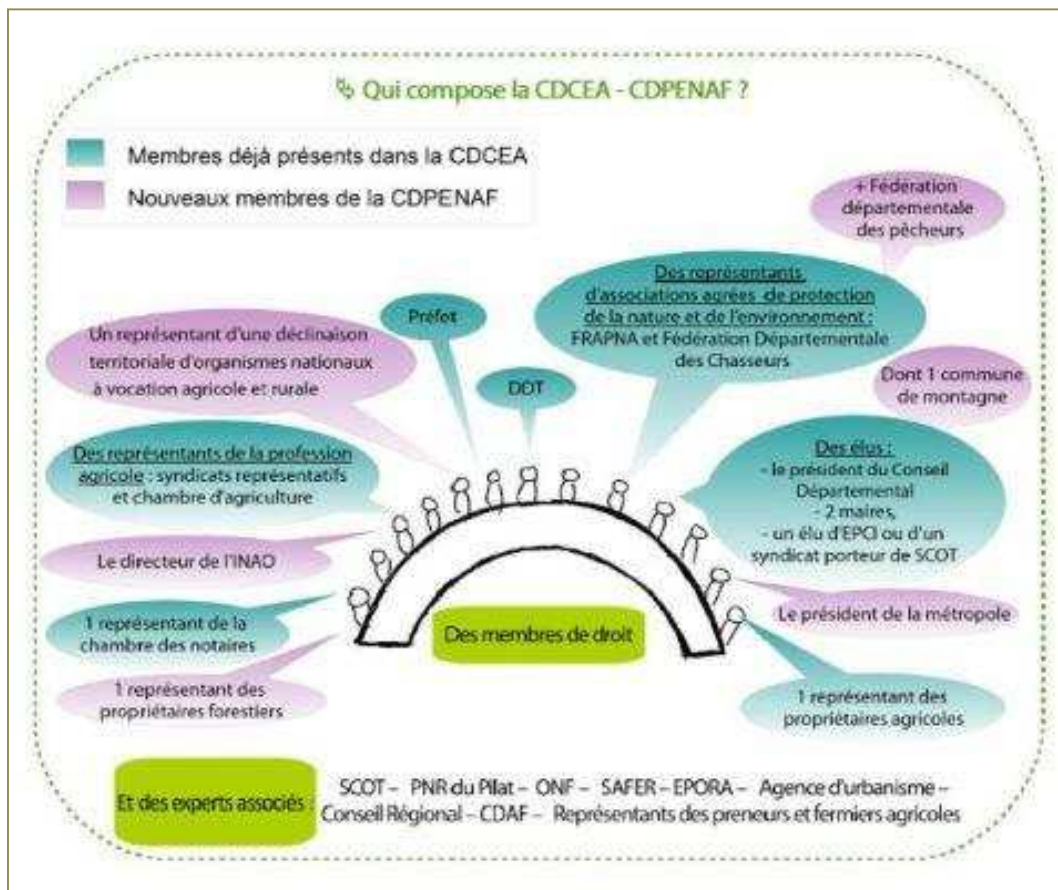 Qui compose la CDCEA - CDPENAF ?
Membres déjà présents dans la CDCEA
Nouveaux membres de la CDPENAF
+ Fédération
départementale
des pêcheurs
Des représentants
d'associations agréées de protection
de la nature et de l'environnement :
FRAPNA et Fédération Départementale
des Chasseurs
Préfet
DDT
Un représentant d'une déclinaison
territoriale d'organismes nationaux
à vocation agricole et rurale
Dont 1 commune
de montagne
Des représentants de la profession
agricole : syndicats représentatifs
et chambre d'agriculture
Des élus :
- le président du Conseil
Départemental
- 2 maires,
- un élu d'EPCI ou d'un
syndicat porteur de SCOT
Le directeur de l'INAO
Le président de la métropole
1 représentant de la
chambre des notaires
Des membres de droit
1 représentant des
propriétaires forestiers
1 représentant des
propriétaires agricoles
Et des experts associés :
SCOT – PNR du Pilat – ONF – SAFER – EPORA – Agence d'urbanisme –
Conseil Régional – CDAF – Représentants des preneurs et fermiers agricoles